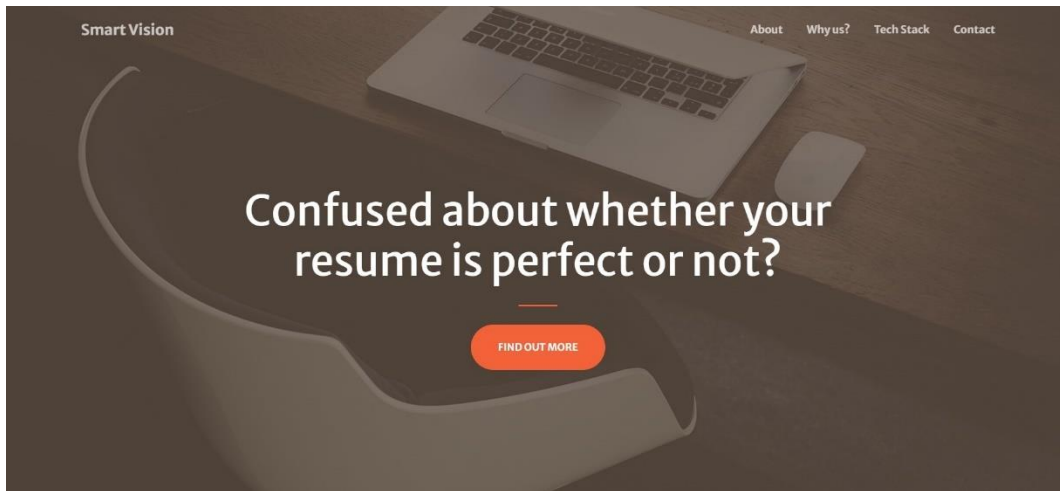 Smart Vision
About
Why us?
Tech Stack
Contact
Confused about whether your
resume is perfect or not?
FIND OUT MORE